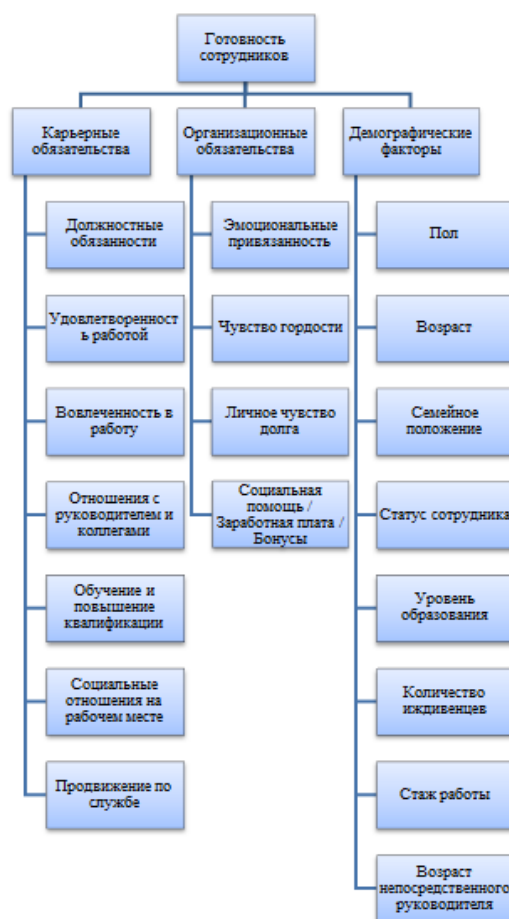 Готовность
сотрудников
Карьерные
обязательства
Организационные
обязательства
Демографические
факторы
Должностные
обязанности
Удовлетворенност
ь работой
Вовлеченность в
работу
Отношения с
руководителем и
коллегами
Обучение и
повышение
квалификации
Социальные
отношения на
рабочем месте
Продвижение по
службе
Эмоциональные
привязанность
Чувство гордости
Личное чувство
долга
Социальная
помощь /
Заработная плата /
Бонусы
Пол
Возраст
Семейное
положение
Статус сотрудника
Уровень
образования
Количество
иждивенцев
Стаж работы
Возраст
непосредственного
руководителя